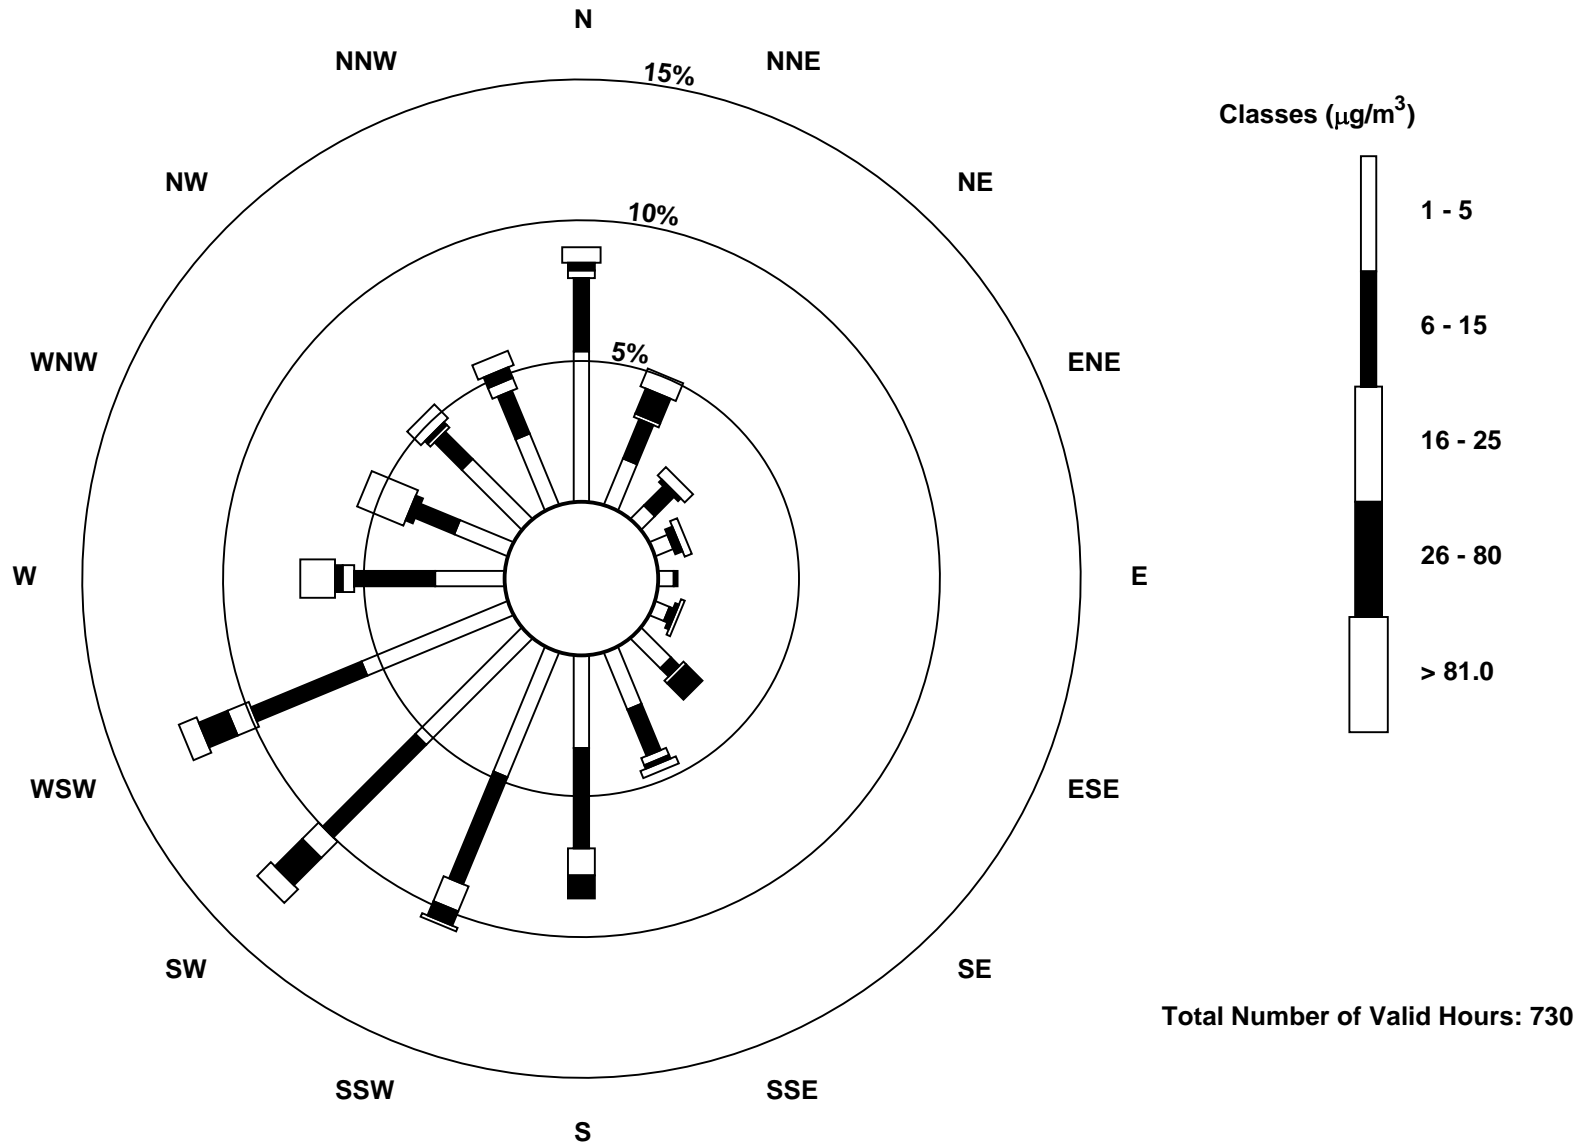 N
NNW
NNE
15%
Classes (μg/m³)
NW
NE
1 - 5
10%
6 - 15
5%
WNW
ENE
16 - 25
26 - 80
W
E
> 81.0
WSW
ESE
SW
SE
Total Number of Valid Hours: 730
SSW
SSE
S